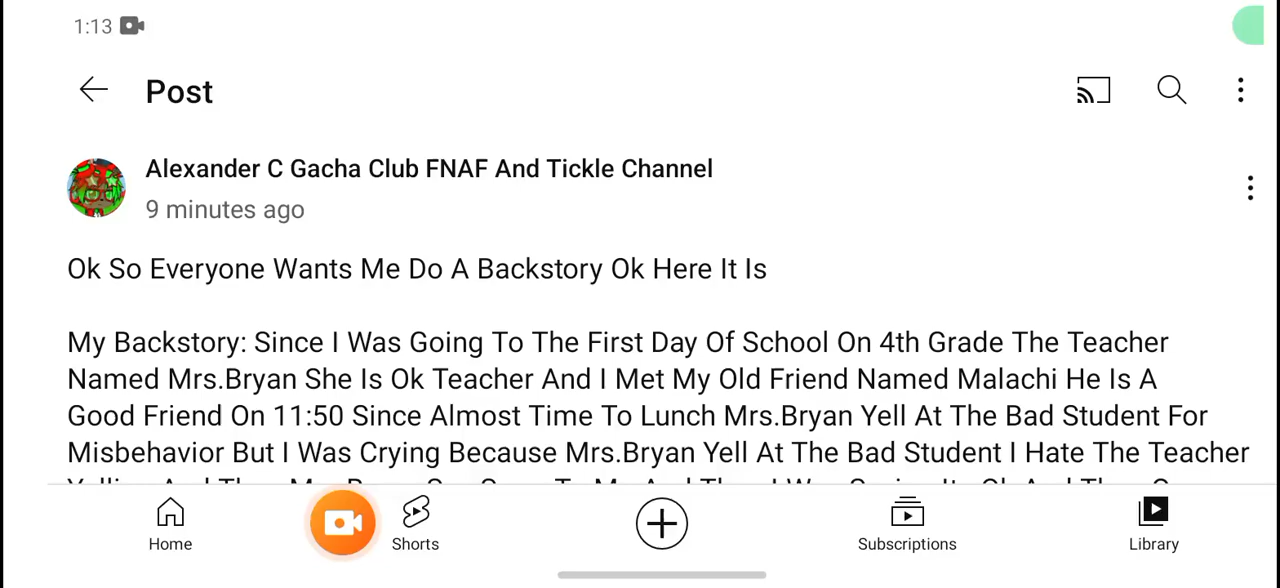 1:13
Post
Alexander C Gacha Club FNAF And Tickle Channel
9 minutes ago
Ok So Everyone Wants Me Do A Backstory Ok Here It Is
My Backstory: Since I Was Going To The First Day Of School On 4th Grade The Teacher
Named Mrs.Bryan She Is Ok Teacher And I Met My Old Friend Named Malachi He Is A
Good Friend On 11:50 Since Almost Time To Lunch Mrs.Bryan Yell At The Bad Student For
Misbehavior But I Was Crying Because Mrs.Bryan Yell At The Bad Student I Hate The Teacher
Home
Shorts
Subscriptions
Library